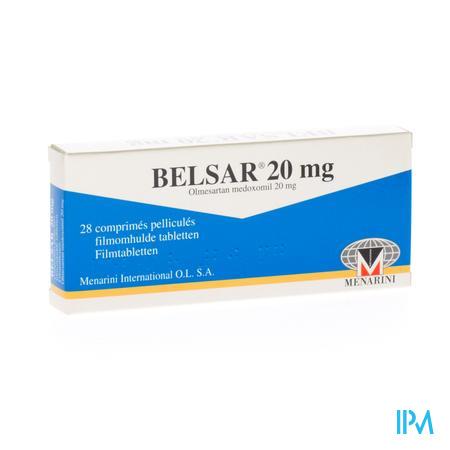 BELSAR® 20 mg
Olmesartan medoxomil 20 mg
28 comprimés pelliculés
filmomhulde tabletten
Filmtabletten
Menarini International O.L. S.A.
M
MENARINI
IPM